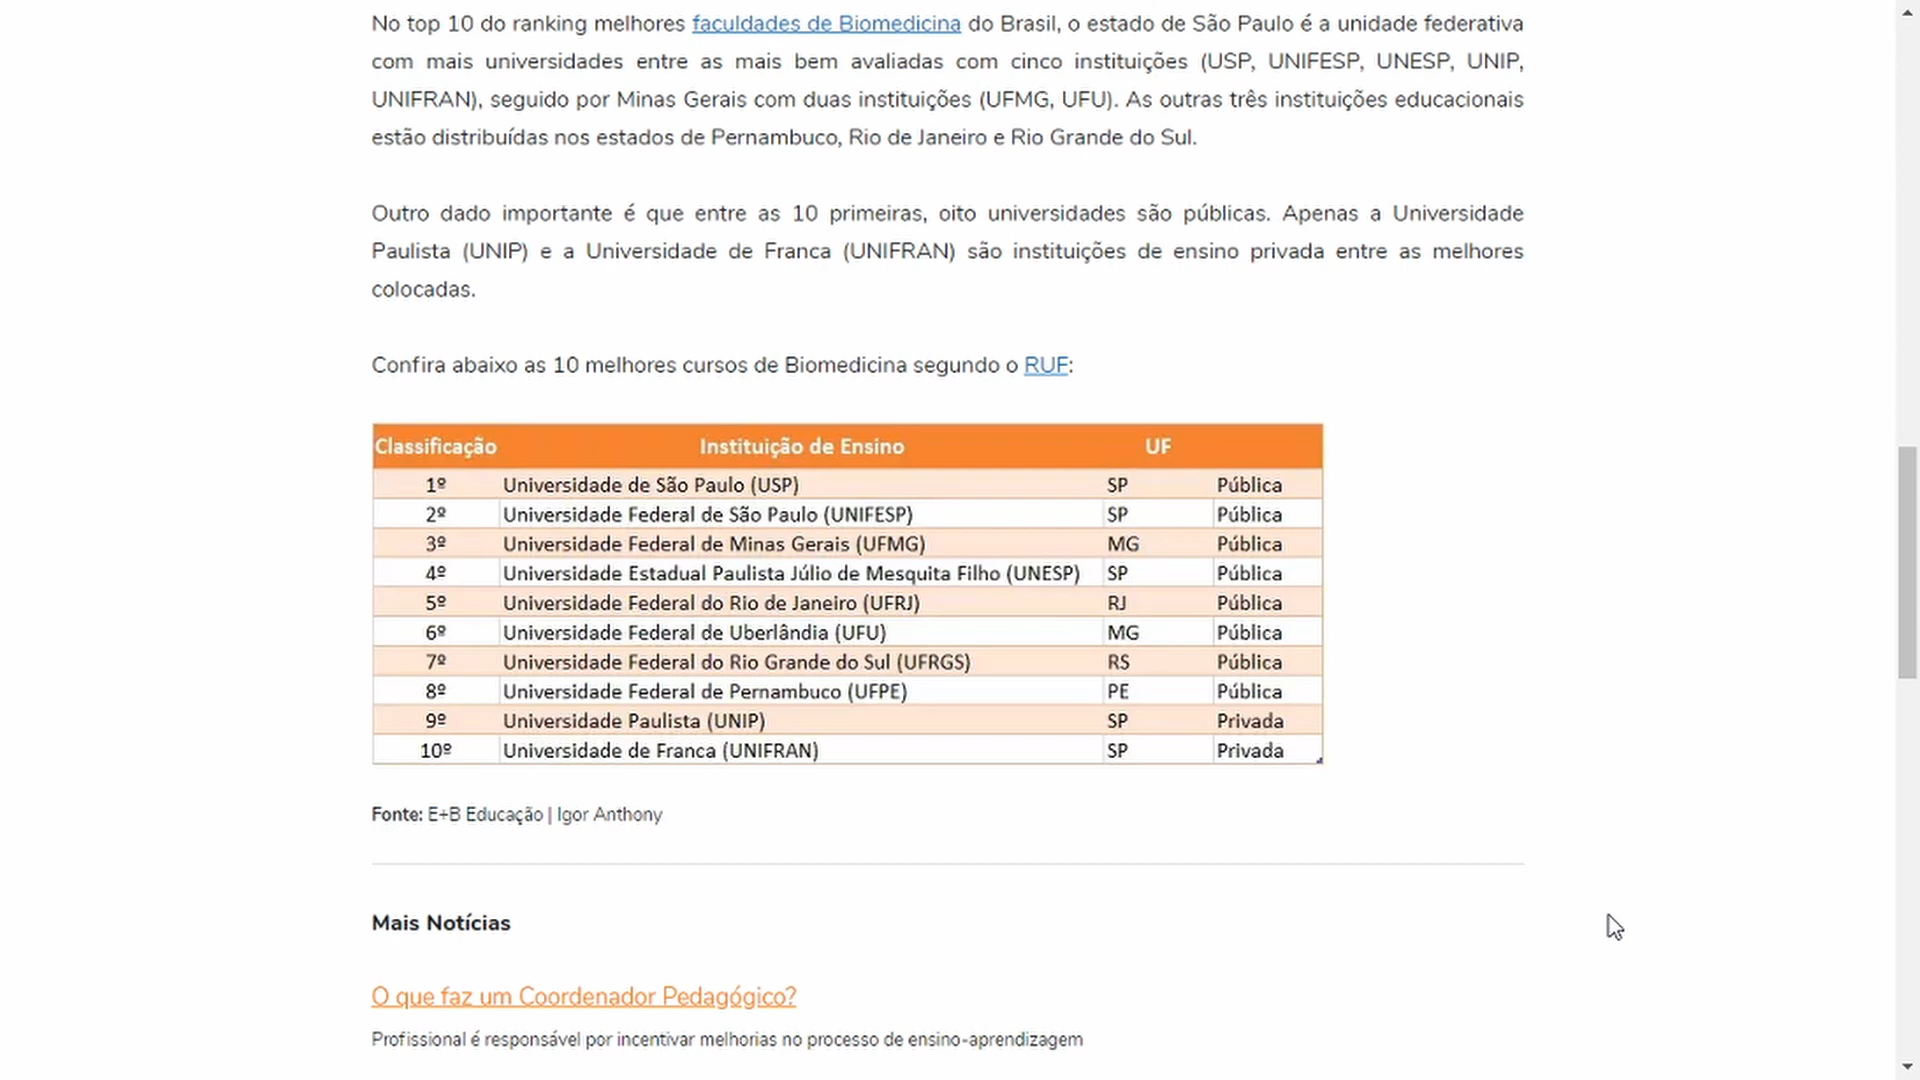 No top 10 do ranking melhores faculdades de Biomedicina do Brasil, o estado de São Paulo é a unidade federativa
com mais universidades entre as mais bem avaliadas com cinco instituições (USP, UNIFESP, UNESP, UNIP,
UNIFRAN), seguido por Minas Gerais com duas instituições (UFMG, UFU). As outras três instituições educacionais
estão distribuídas nos estados de Pernambuco, Rio de Janeiro e Rio Grande do Sul.
Outro dado importante é que entre as 10 primeiras, oito universidades são públicas. Apenas a Universidade
Paulista (UNIP) e a Universidade de Franca (UNIFRAN) são instituições de ensino privada entre as melhores
colocadas.
Confira abaixo as 10 melhores cursos de Biomedicina segundo o RUF:
Classificação Instituição de Ensino UF
1º Universidade de São Paulo (USP) SP Pública
2º Universidade Federal de São Paulo (UNIFESP) SP Pública
3º Universidade Federal de Minas Gerais (UFMG) MG Pública
4º Universidade Estadual Paulista Júlio de Mesquita Filho (UNESP) SP Pública
5º Universidade Federal do Rio de Janeiro (UFRJ) RJ Pública
6º Universidade Federal de Uberlândia (UFU) MG Pública
7º Universidade Federal do Rio Grande do Sul (UFRGS) RS Pública
8º Universidade Federal de Pernambuco (UFPE) PE Pública
9º Universidade Paulista (UNIP) SP Privada
10º Universidade de Franca (UNIFRAN) SP Privada
Fonte: E+B Educação | Igor Anthony
Mais Notícias
O que faz um Coordenador Pedagógico?
Profissional é responsável por incentivar melhorias no processo de ensino-aprendizagem